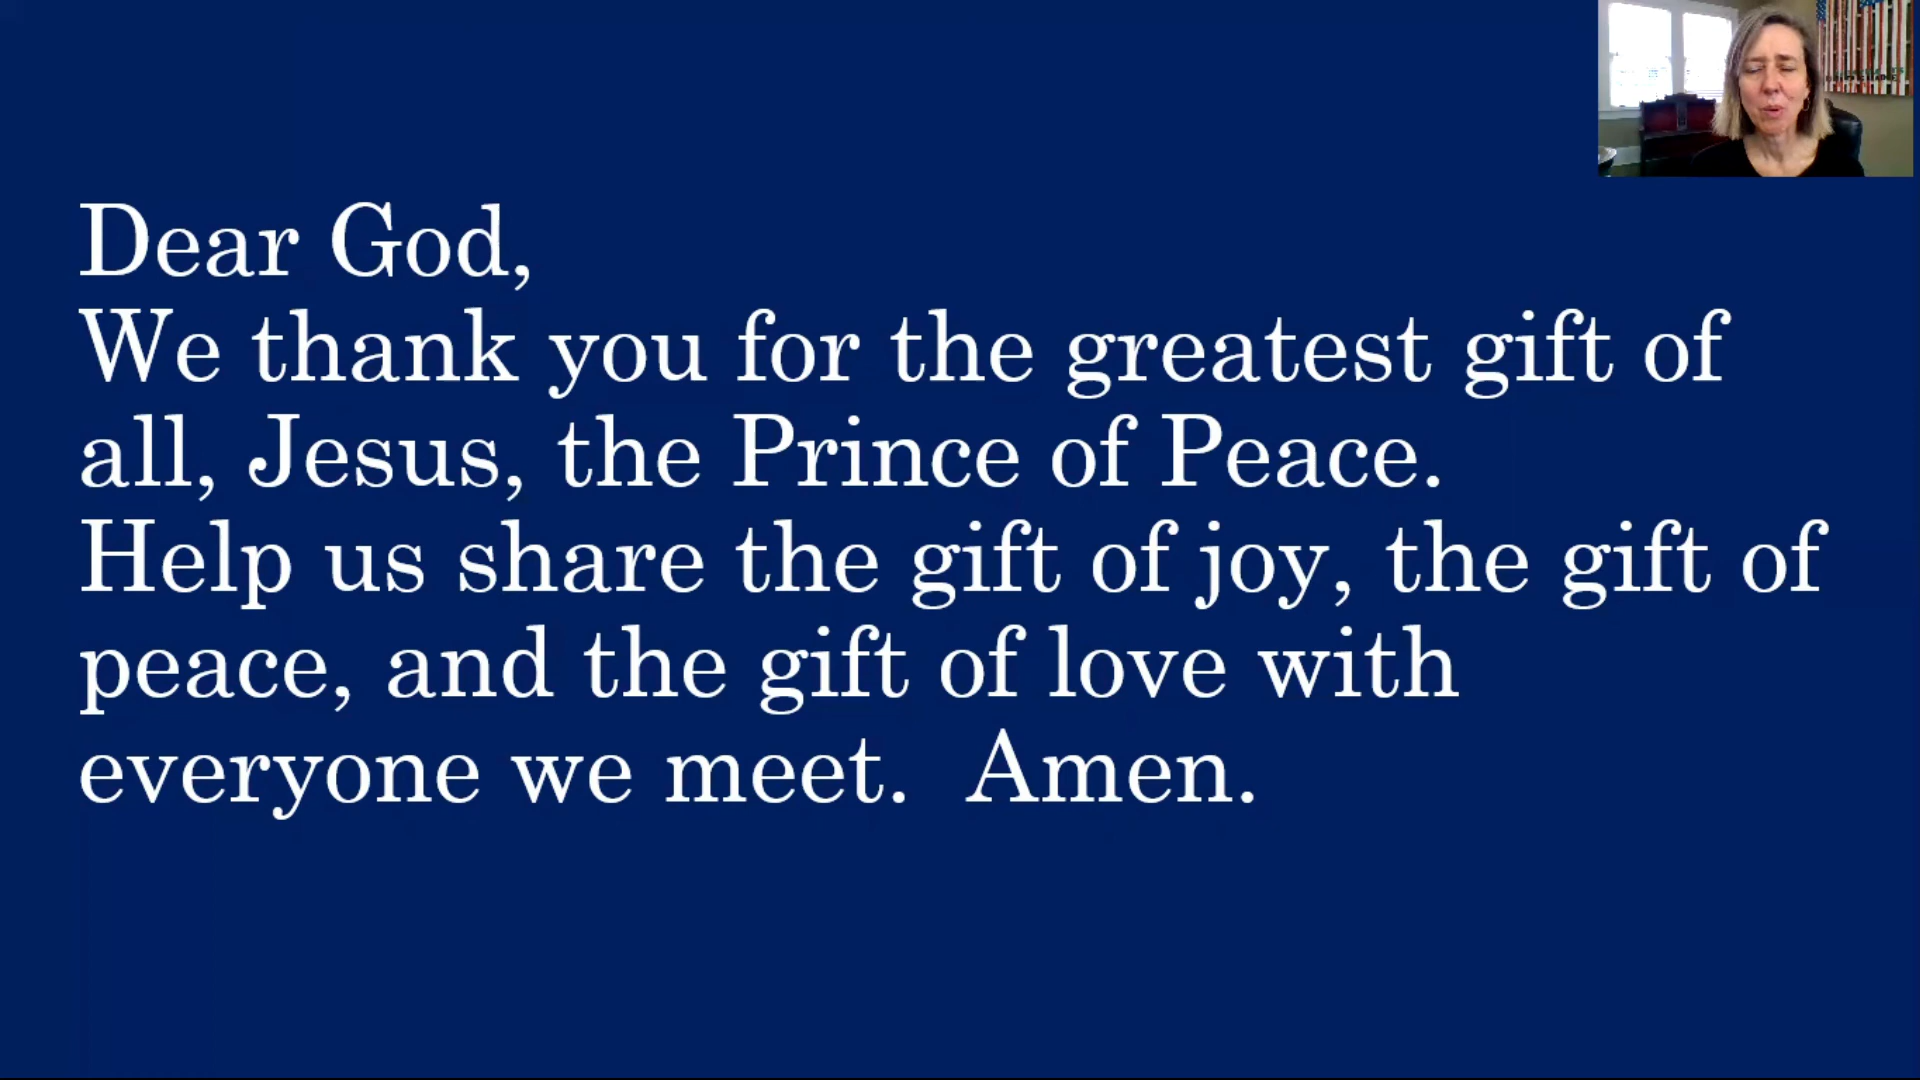 Dear God,
We thank you for the greatest gift of
all, Jesus, the Prince of Peace.
Help us share the gift of joy, the gift of
peace, and the gift of love with
everyone we meet.  Amen.